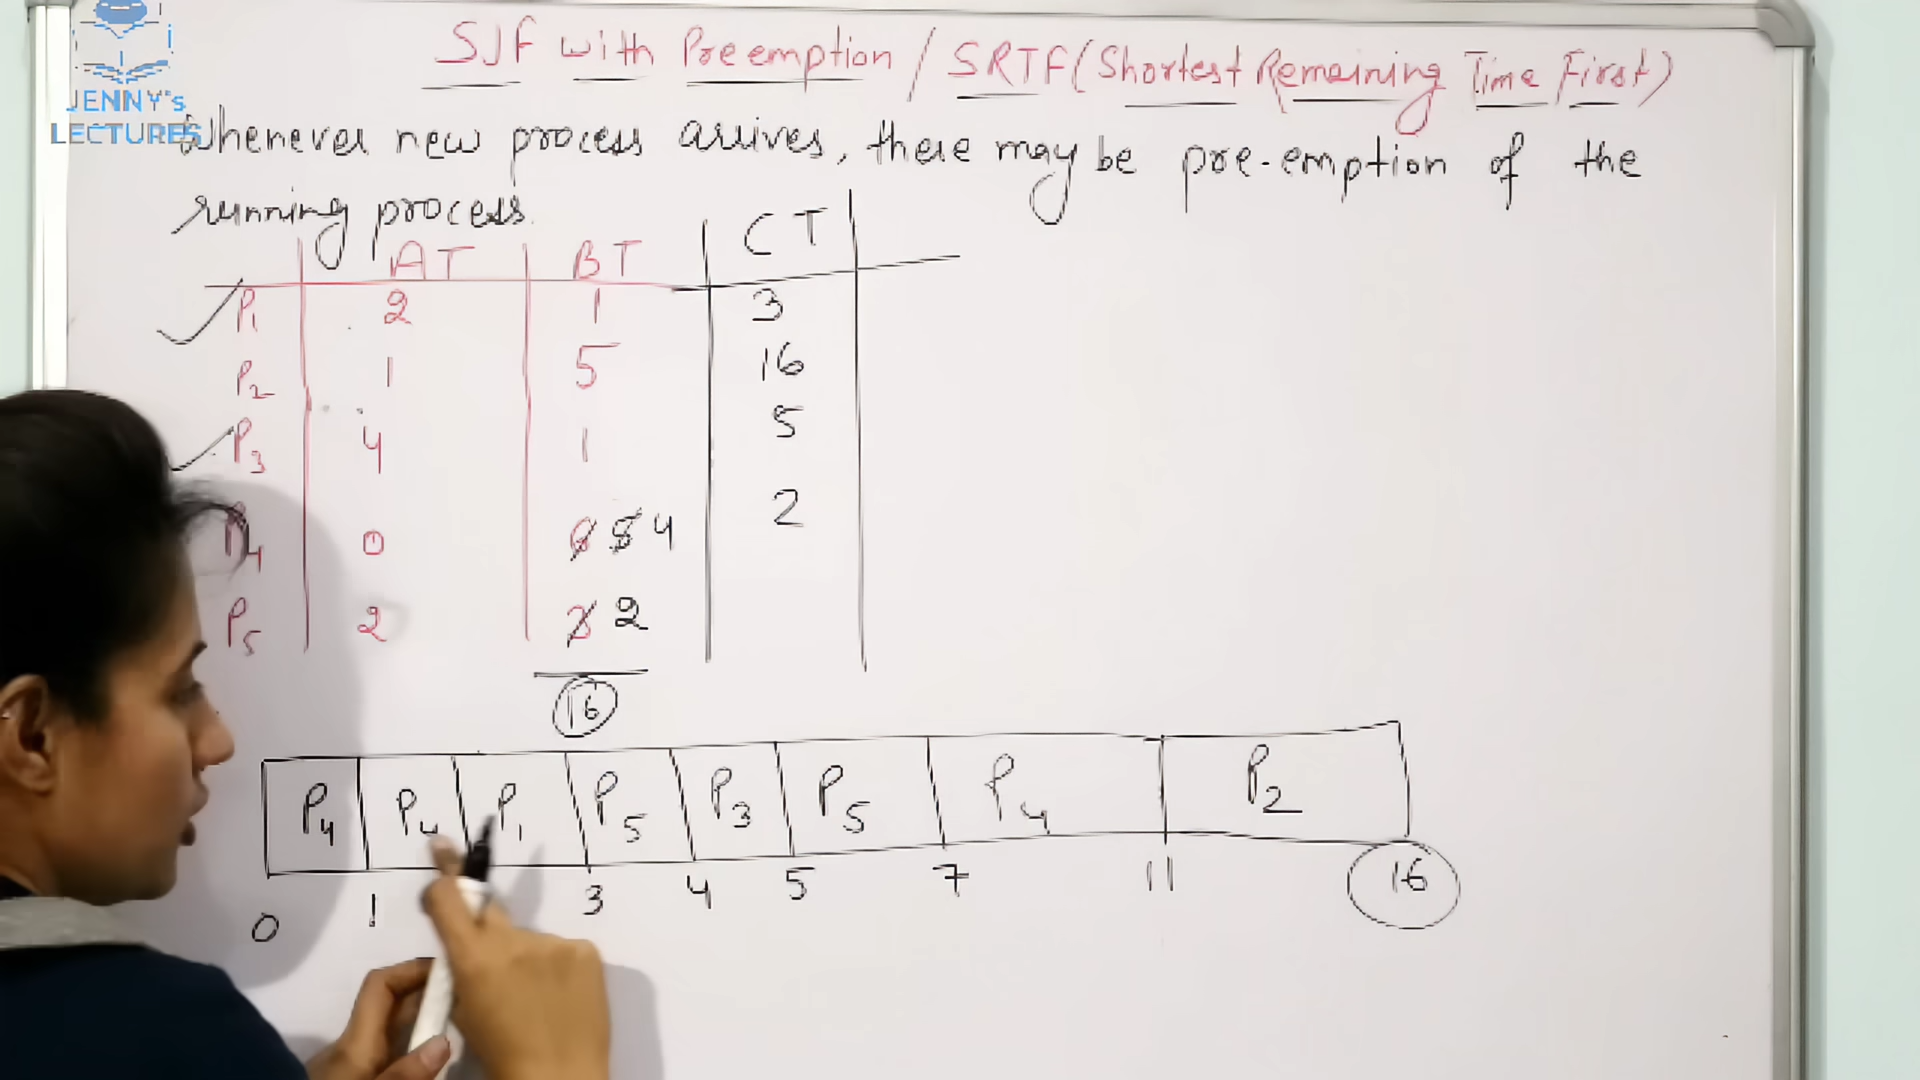 JENNY's
LECTURES
SJF with Preemption / SRTF (Shortest Remaining Time First)
Whenever new process arrives, there may be pre-emption of the
running process.
AT BT CT
P1 2 1 3
P2 1 5 16
P3 4 1 5
P4 0 6 5 4 2
P5 2 3 2
16
P4 P4 P1 P5 P3 P5 P4 P2
0 1 3 4 5 7 11 16